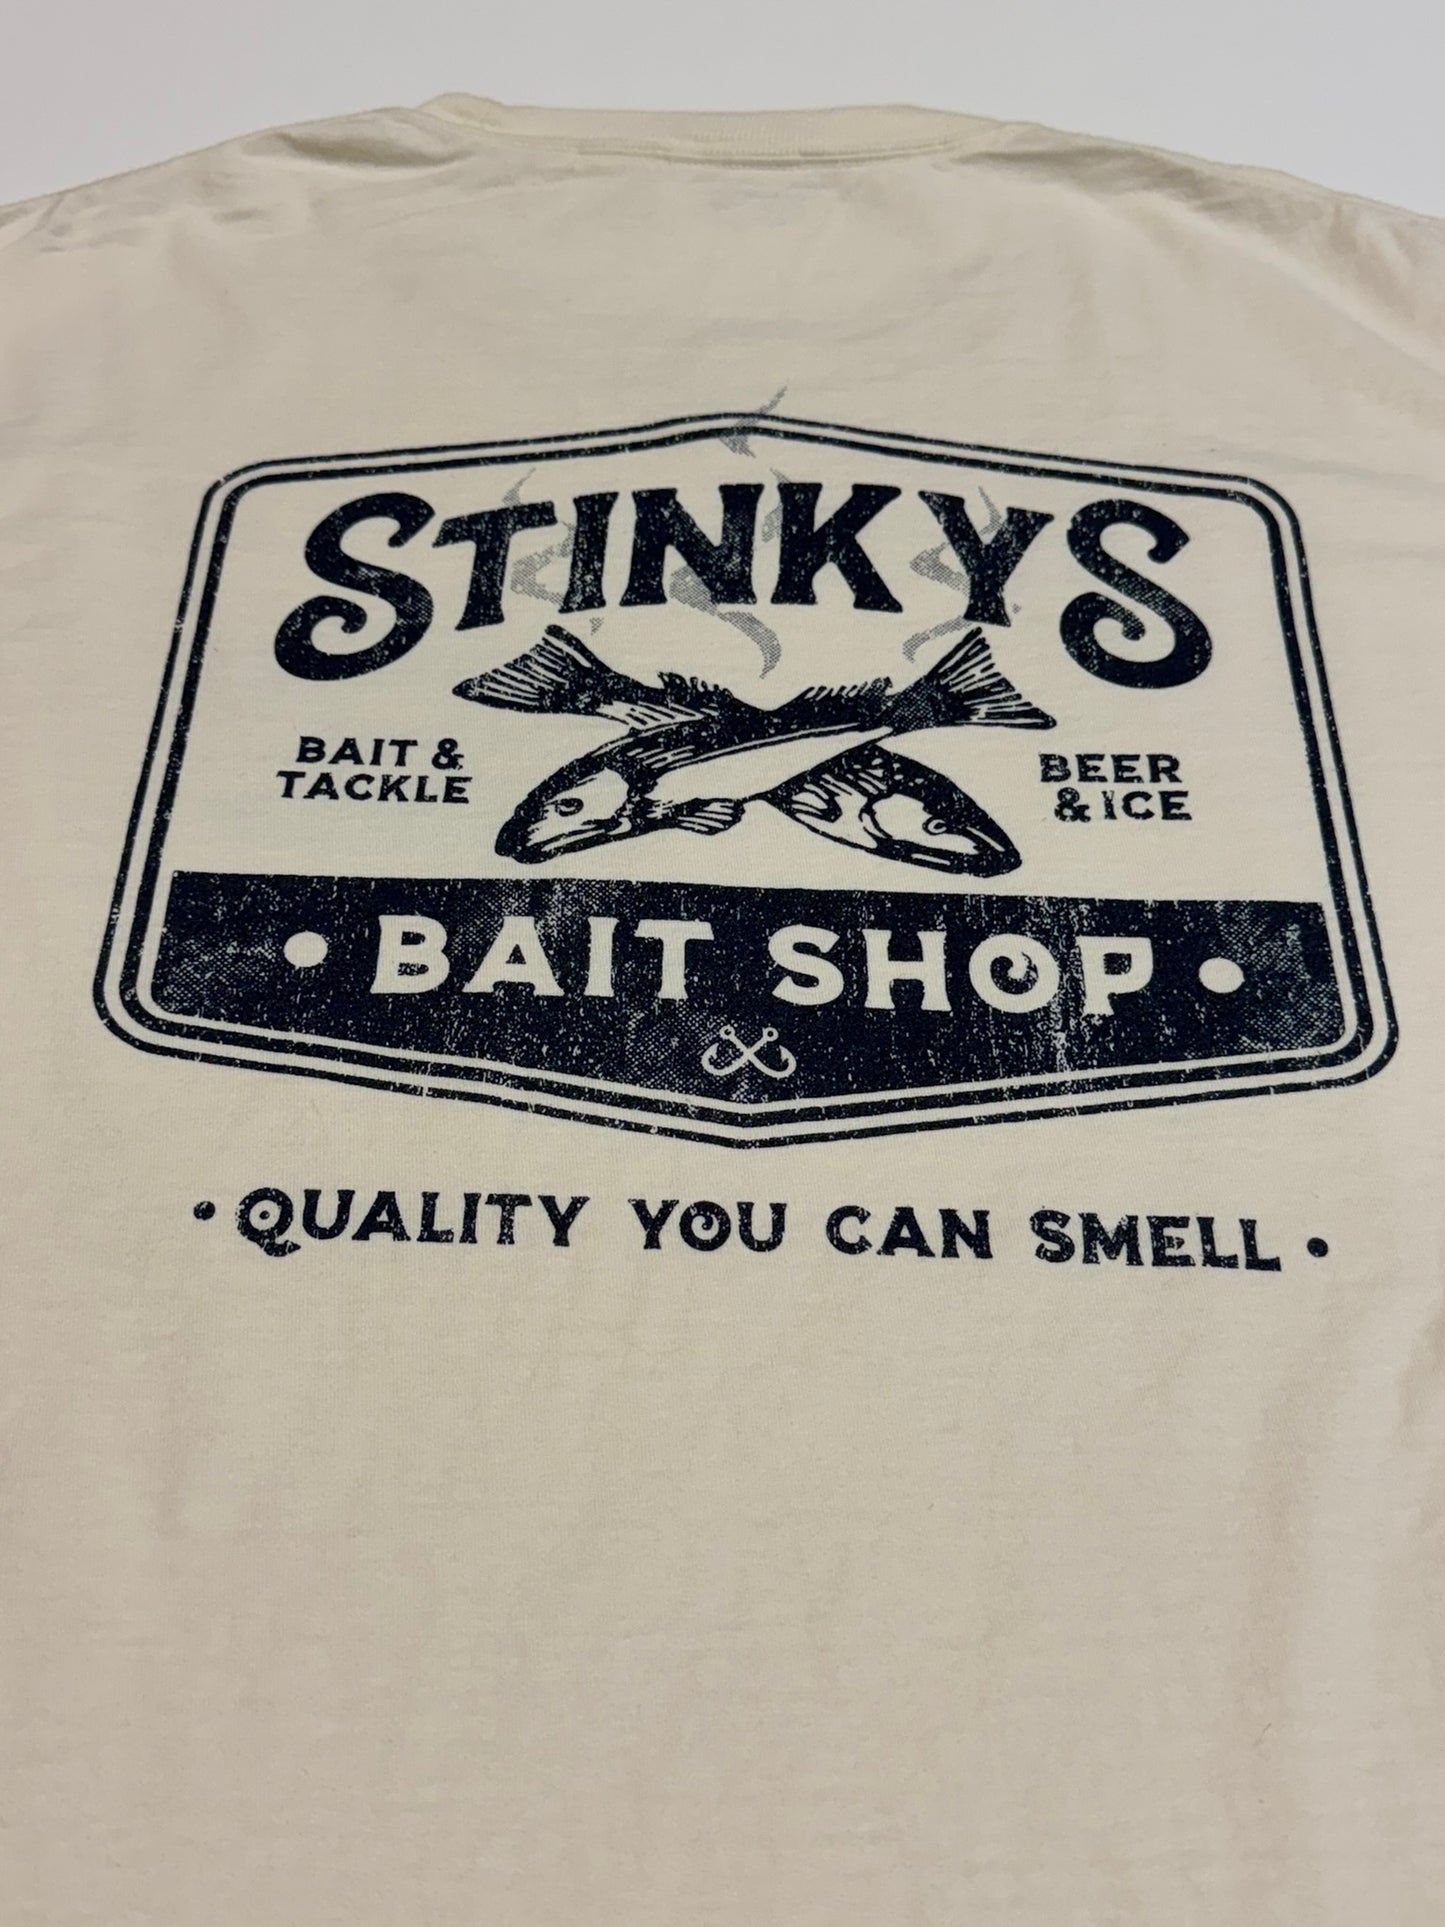 STINKYS
BAIT &
TACKLE
BEER
& ICE
• BAIT SHOP •
• QUALITY YOU CAN SMELL •